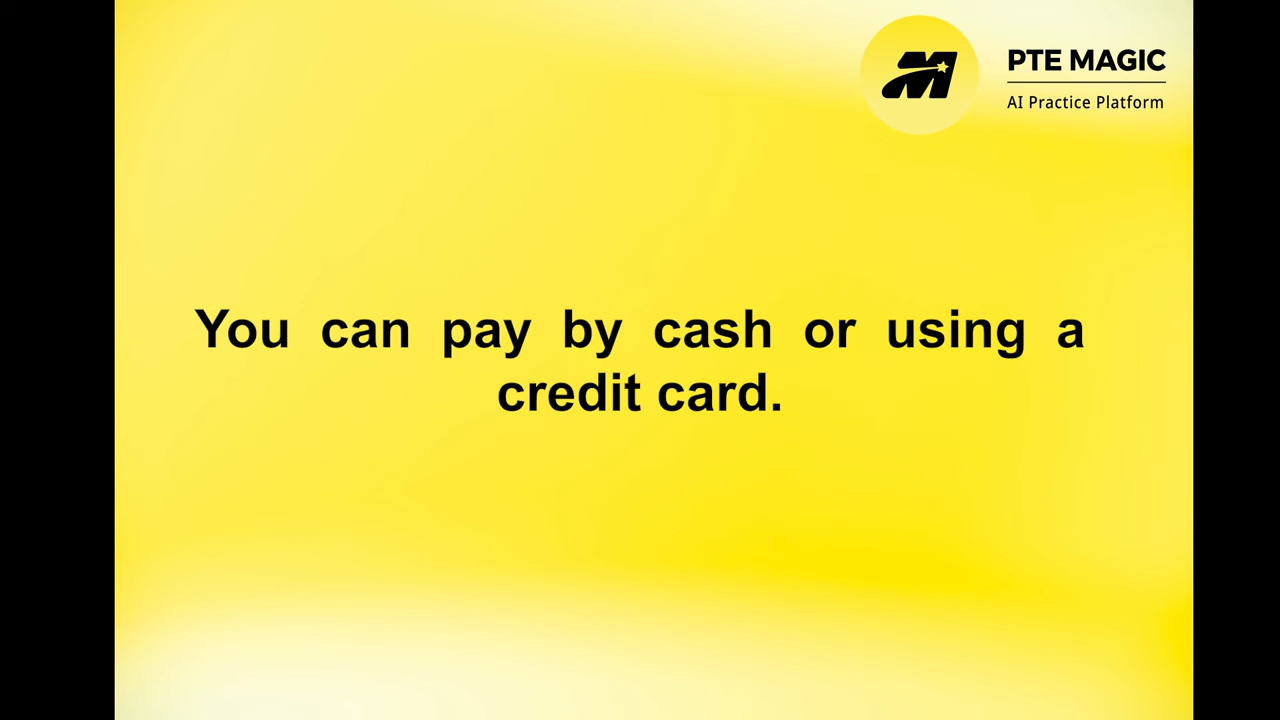 PTE MAGIC
AI Practice Platform
You can pay by cash or using a
credit card.